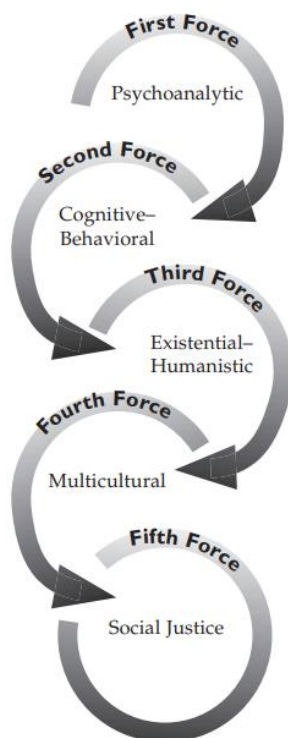 First Force
Psychoanalytic
Second Force
Cognitive–
Behavioral
Third Force
Existential–
Humanistic
Fourth Force
Multicultural
Fifth Force
Social Justice